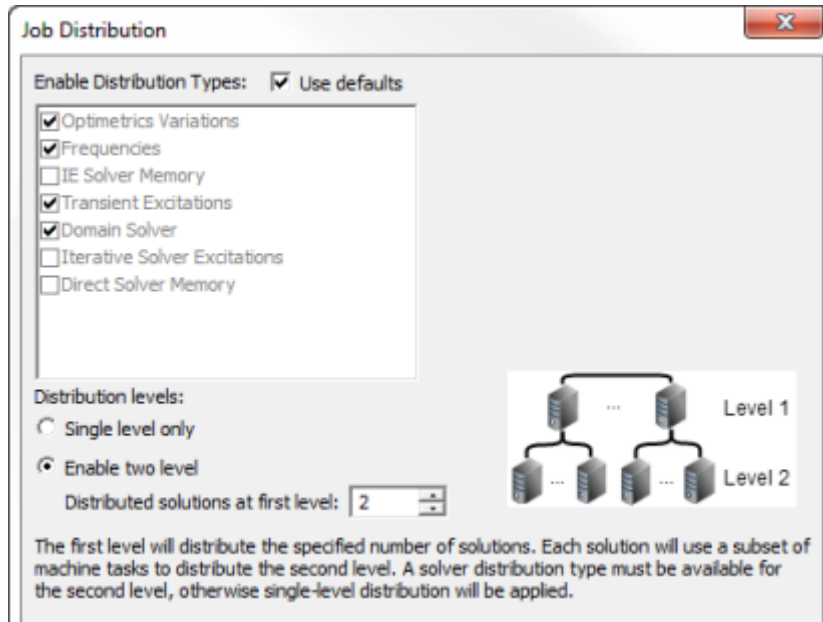 Job Distribution
Enable Distribution Types: Use defaults
Optimetrics Variations
Frequencies
IE Solver Memory
Transient Excitations
Domain Solver
Iterative Solver Excitations
Direct Solver Memory
Distribution levels:
Single level only
Enable two level
Distributed solutions at first level: 2
... Level 1
... ... Level 2
The first level will distribute the specified number of solutions. Each solution will use a subset of
machine tasks to distribute the second level. A solver distribution type must be available for
the second level, otherwise single-level distribution will be applied.